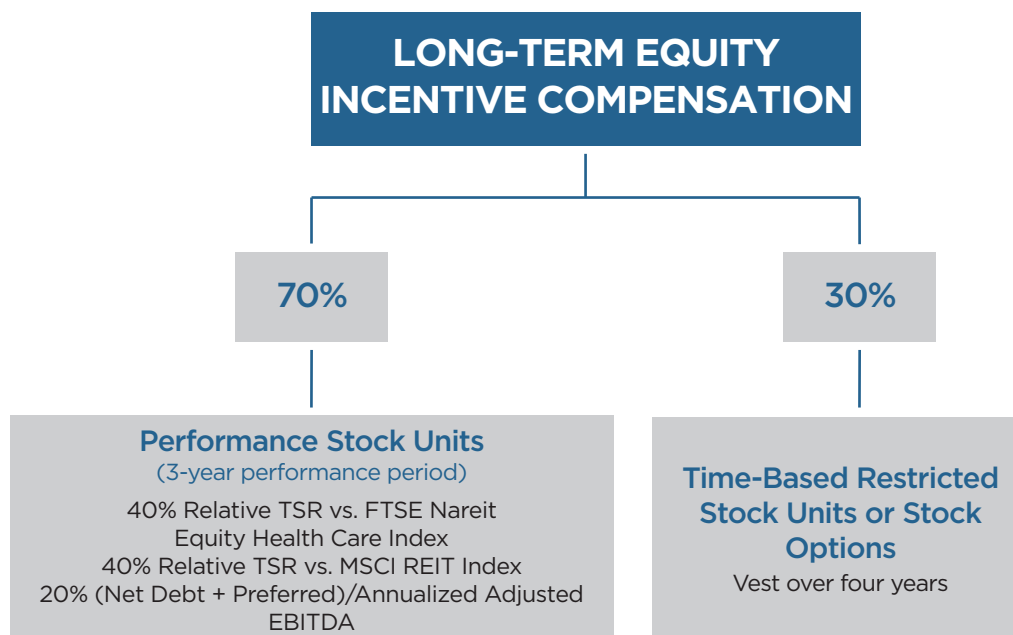 LONG-TERM EQUITY
INCENTIVE COMPENSATION
70%
30%
Performance Stock Units
(3-year performance period)
40% Relative TSR vs. FTSE Nareit
Equity Health Care Index
40% Relative TSR vs. MSCI REIT Index
20% (Net Debt + Preferred)/Annualized Adjusted
EBITDA
Time-Based Restricted
Stock Units or Stock
Options
Vest over four years